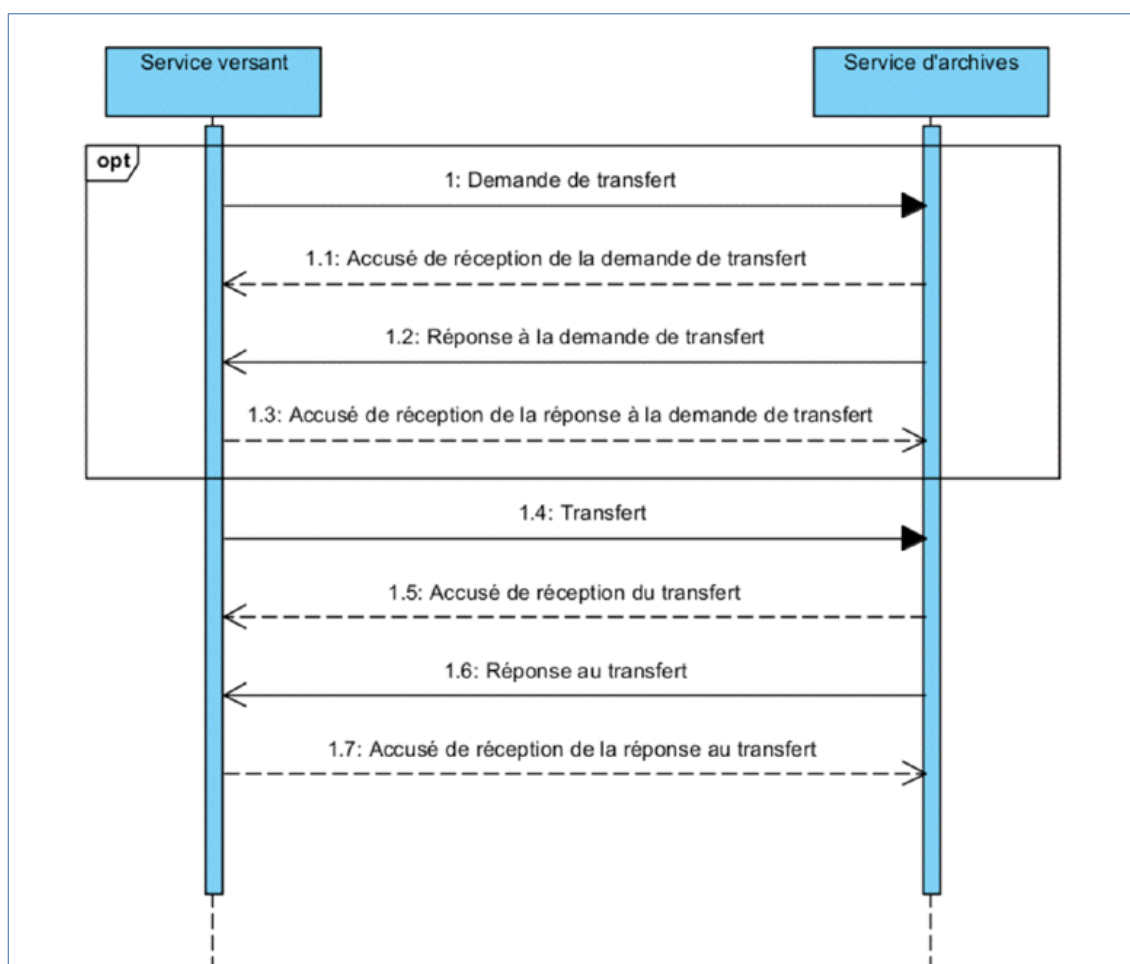 Service versant
Service d'archives
opt
1: Demande de transfert
1.1: Accusé de réception de la demande de transfert
1.2: Réponse à la demande de transfert
1.3: Accusé de réception de la réponse à la demande de transfert
1.4: Transfert
1.5: Accusé de réception du transfert
1.6: Réponse au transfert
1.7: Accusé de réception de la réponse au transfert